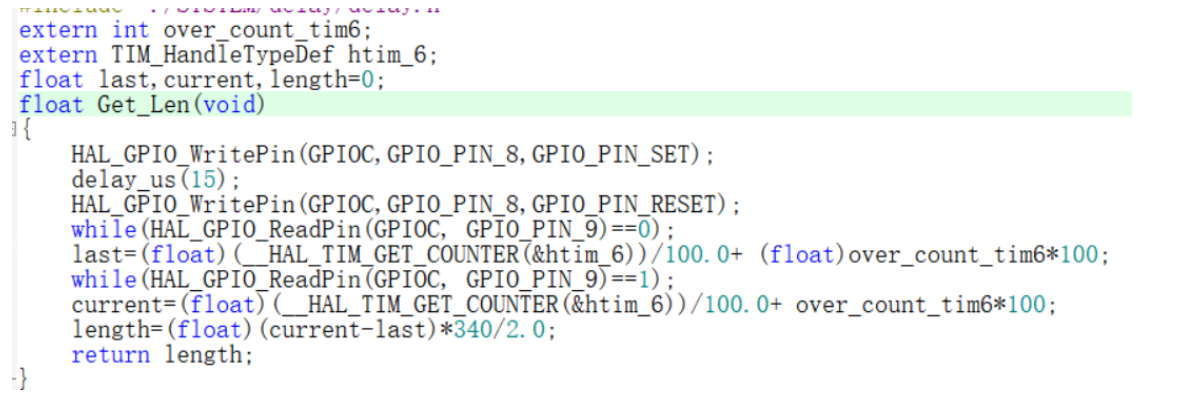 extern int over_count_tim6;
extern TIM_HandleTypeDef htim_6;
float last,current,length=0;
float Get_Len(void)
{
HAL_GPIO_WritePin(GPIOC,GPIO_PIN_8,GPIO_PIN_SET);
delay_us(15);
HAL_GPIO_WritePin(GPIOC,GPIO_PIN_8,GPIO_PIN_RESET);
while(HAL_GPIO_ReadPin(GPIOC, GPIO_PIN_9)==0);
last=(float)(__HAL_TIM_GET_COUNTER(&htim_6))/100.0+ (float)over_count_tim6*100;
while(HAL_GPIO_ReadPin(GPIOC, GPIO_PIN_9)==1);
current=(float)(__HAL_TIM_GET_COUNTER(&htim_6))/100.0+ over_count_tim6*100;
length=(float)(current-last)*340/2.0;
return length;
}